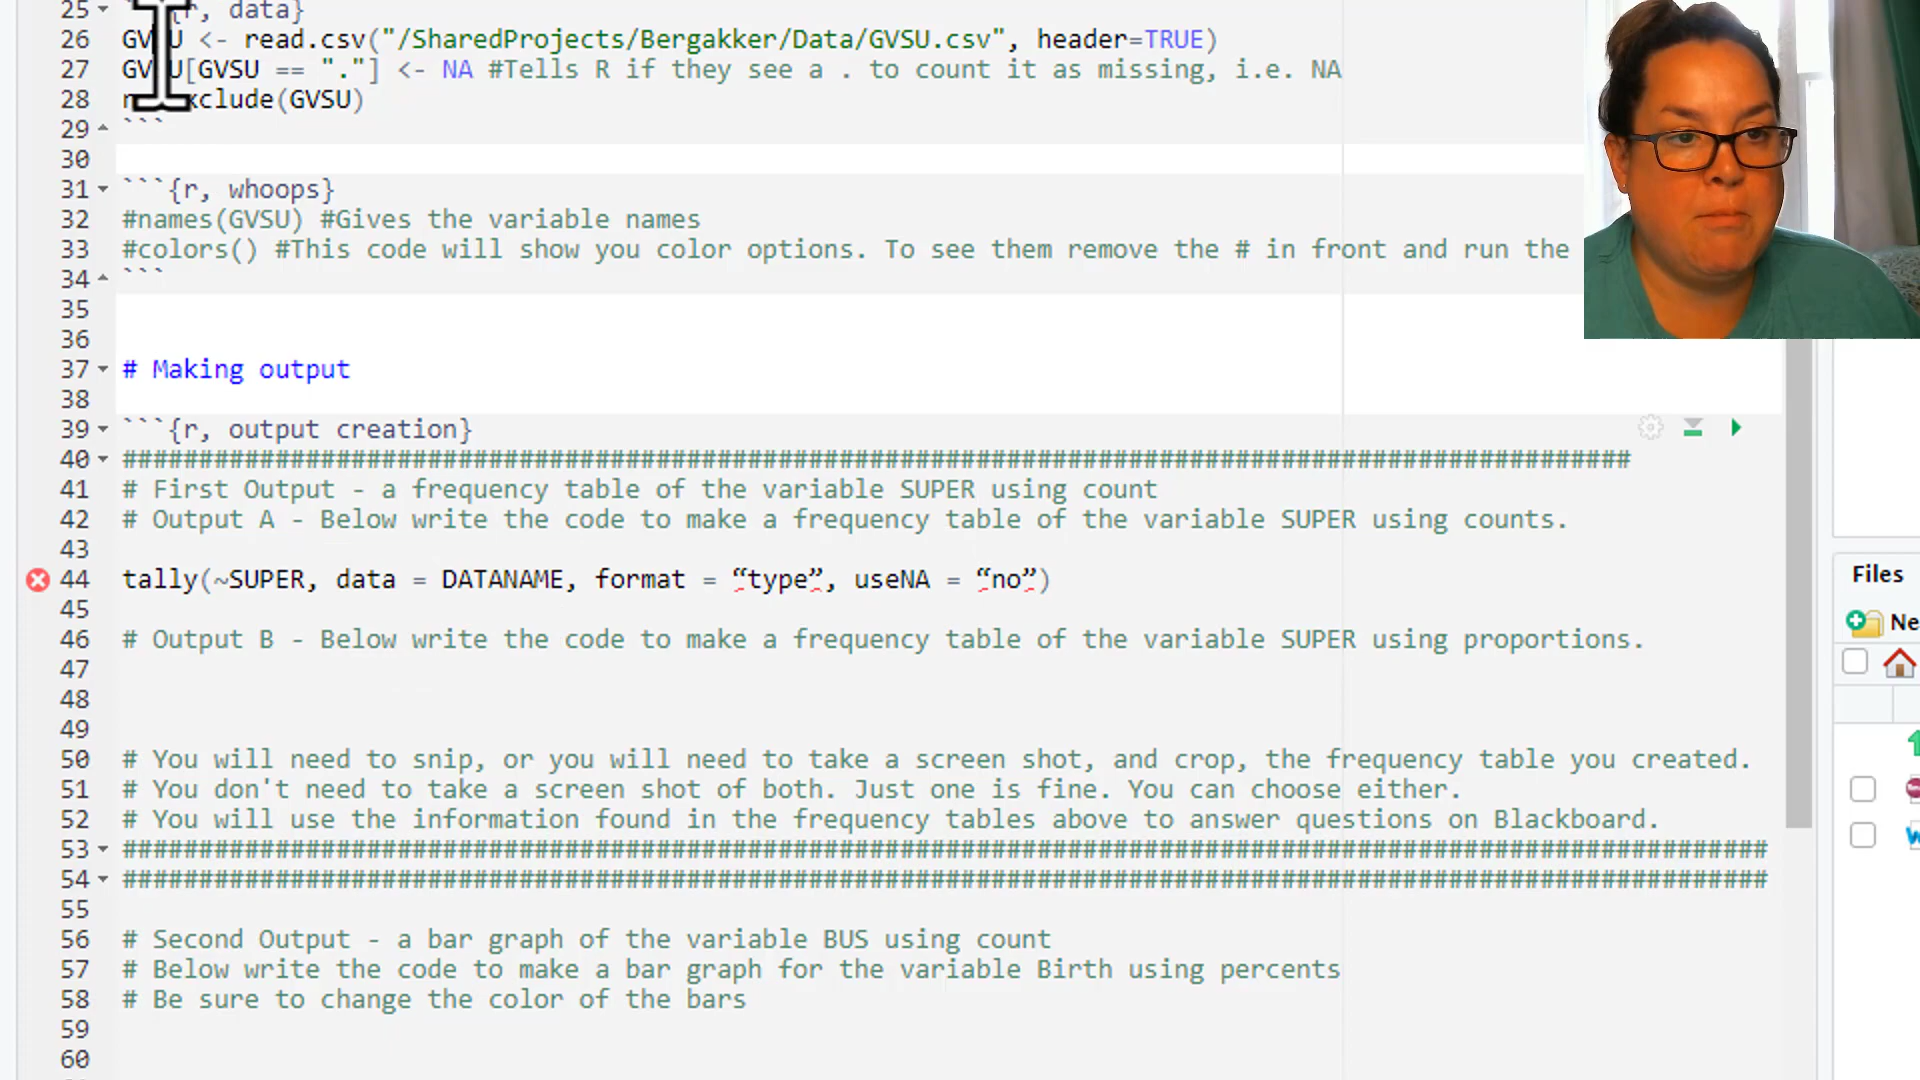 25 {r, data}
26 GVSU <- read.csv("/SharedProjects/Bergakker/Data/GVSU.csv", header=TRUE)
27 GVSU[GVSU == "."] <- NA #Tells R if they see a . to count it as missing, i.e. NA
28 xclude(GVSU)
29 ```
30
31 ```{r, whoops}
32 #names(GVSU) #Gives the variable names
33 #colors() #This code will show you color options. To see them remove the # in front and run the
34 ```
35
36
37 # Making output
38
39 ```{r, output creation}
40 ###################################################################################################
41 # First Output - a frequency table of the variable SUPER using count
42 # Output A - Below write the code to make a frequency table of the variable SUPER using counts.
43
44 tally(~SUPER, data = DATANAME, format = “type”, useNA = “no”)
45
46 # Output B - Below write the code to make a frequency table of the variable SUPER using proportions.
47
48
49
50 # You will need to snip, or you will need to take a screen shot, and crop, the frequency table you created.
51 # You don't need to take a screen shot of both. Just one is fine. You can choose either.
52 # You will use the information found in the frequency tables above to answer questions on Blackboard.
53 ############################################################################################################
54 ############################################################################################################
55
56 # Second Output - a bar graph of the variable BUS using count
57 # Below write the code to make a bar graph for the variable Birth using percents
58 # Be sure to change the color of the bars
59
60
Files
Ne